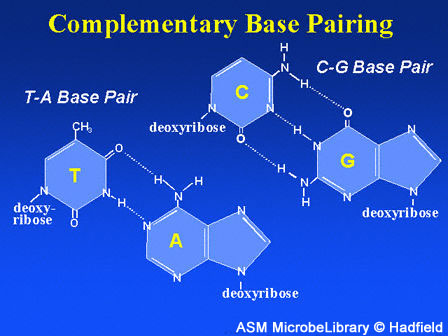 Complementary Base Pairing
T-A Base Pair
C-G Base Pair
H
N
H
C
N
N
O
deoxyribose
O
H
N
G
N
H
N
H
N
N
N
deoxyribose
CH₃
O
T
N
deoxy-
ribose
O
N
H
H
N
H
A
N
N
N
N
deoxyribose
ASM MicrobeLibrary © Hadfield